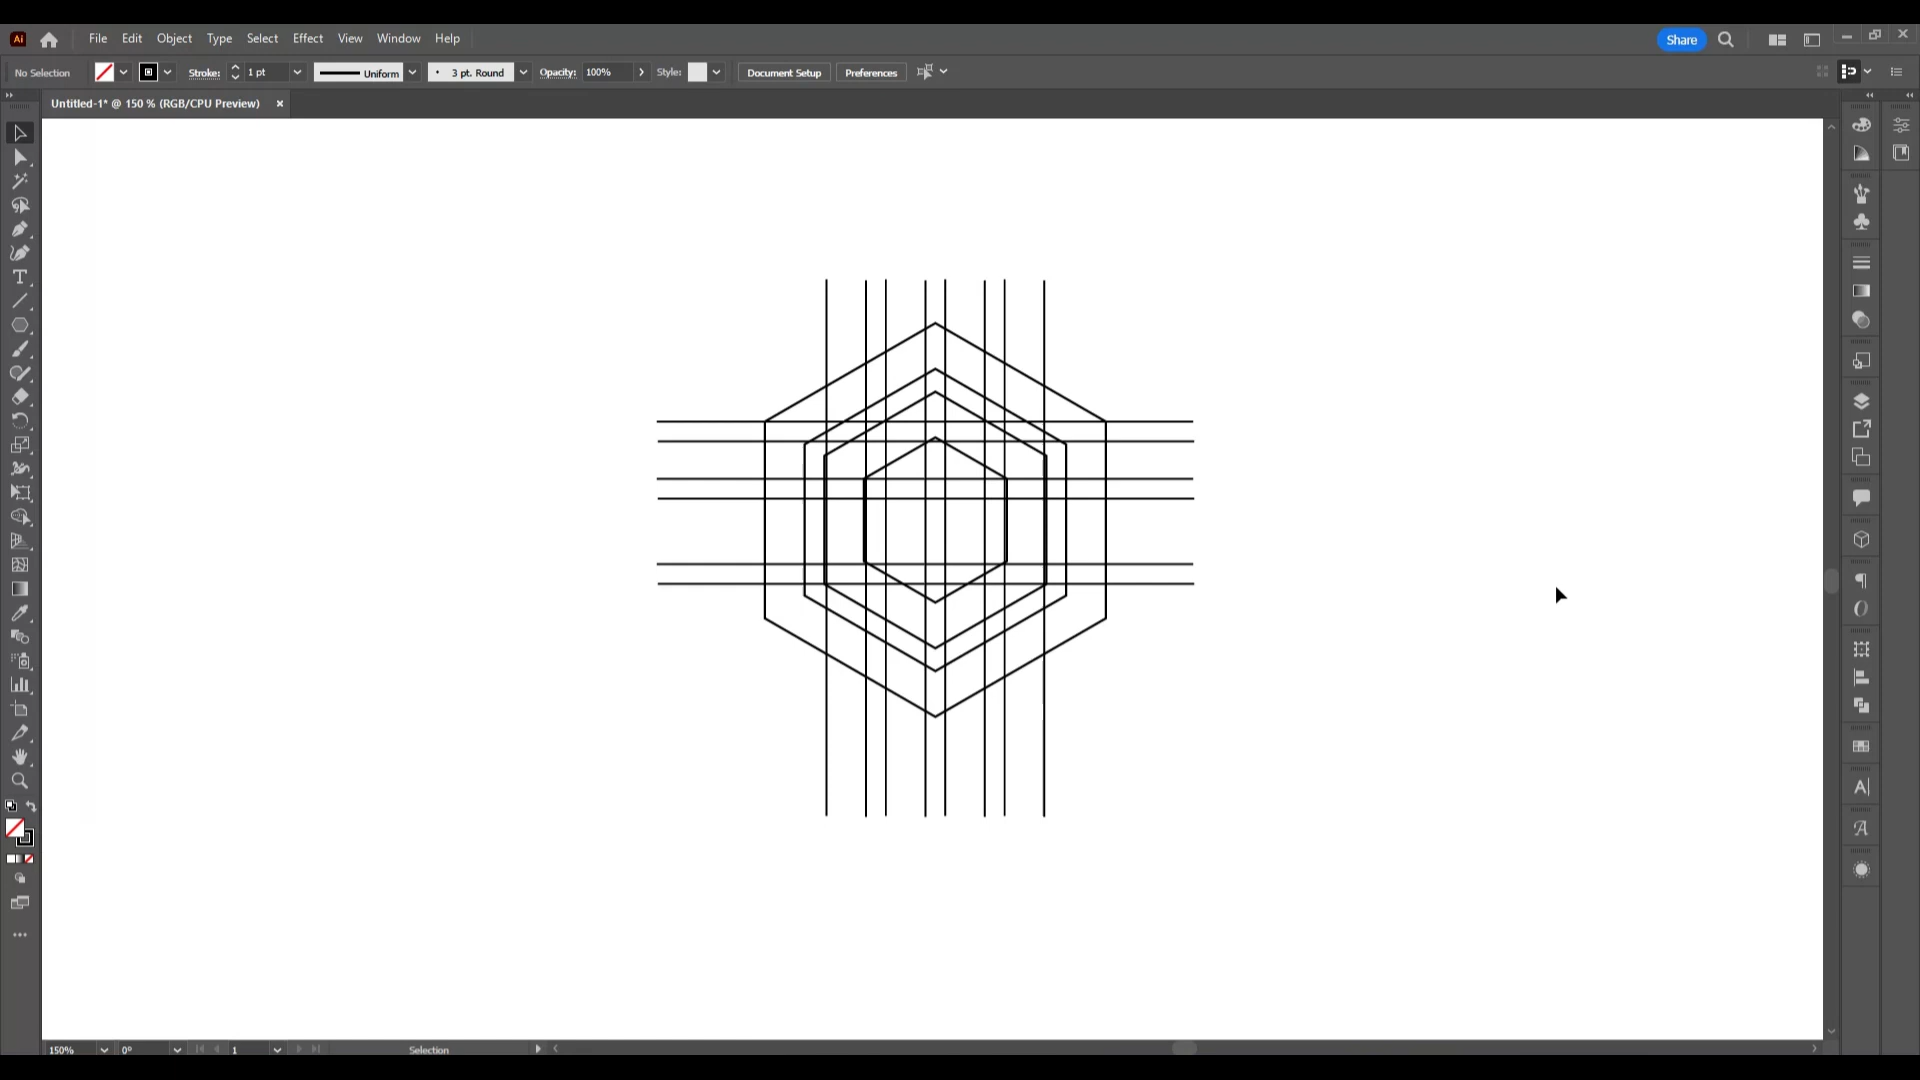 Ai File Edit Object Type Select Effect View Window Help Share
No Selection Stroke: 1 pt Uniform 3 pt. Round Opacity: 100% Style: Document Setup Preferences
Untitled-1* @ 150 % (RGB/CPU Preview) ×
150% 0° 1 Selection